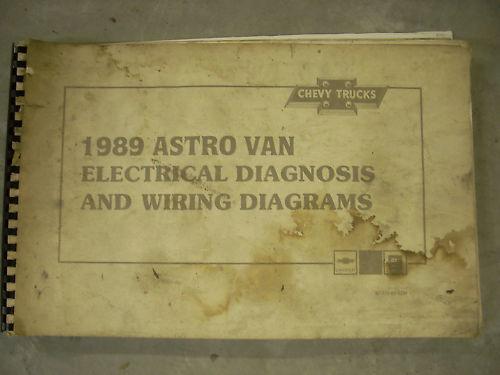 CHEVY TRUCKS
1989 ASTRO VAN
ELECTRICAL DIAGNOSIS
AND WIRING DIAGRAMS